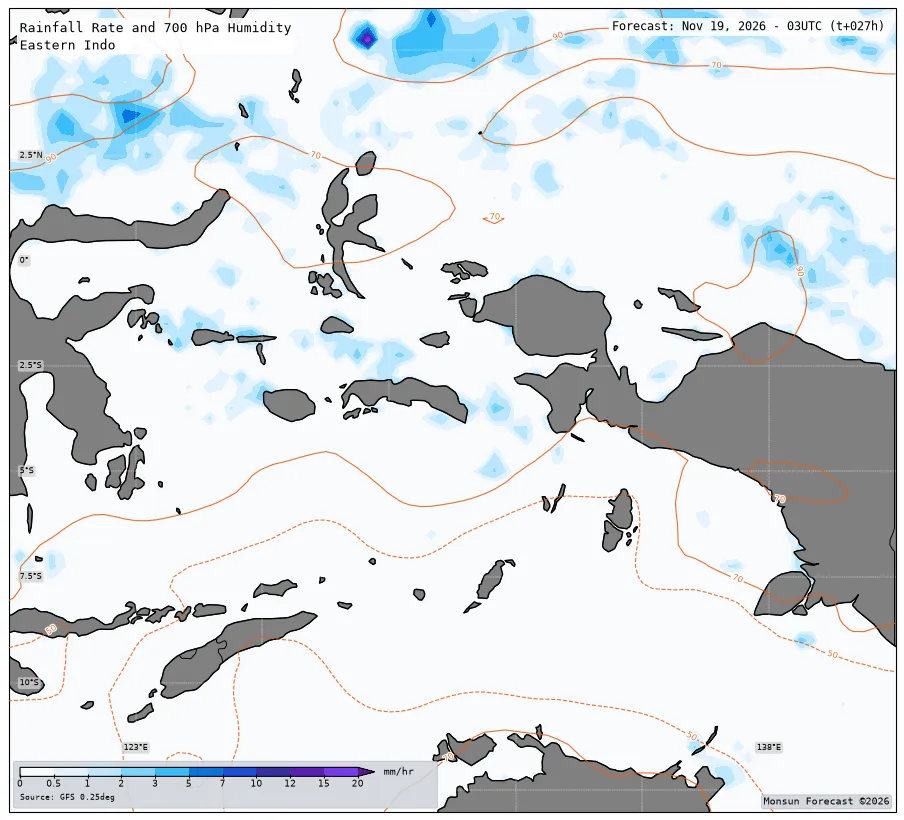 Rainfall Rate and 700 hPa Humidity
Eastern Indo
Forecast: Nov 19, 2026 - 03UTC (t+027h)
90
70
90
2.5°N
70
70
0°
90
2.5°S
5°S
70
7.5°S
70
50
50
10°S
50
123°E
138°E
70
0 0.5 1 2 3 5 7 10 12 15 20 mm/hr
Source: GFS 0.25deg
Monsun Forecast ©2026